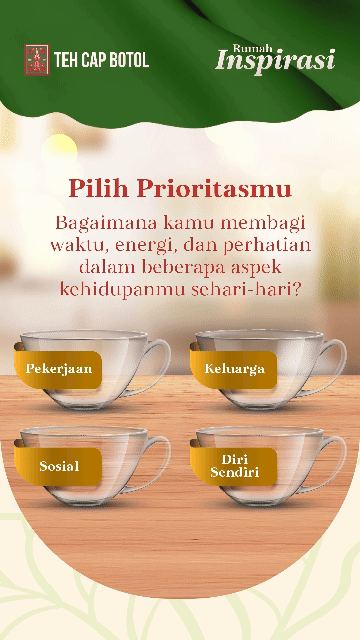 TEH CAP BOTOL
Rumah
Inspirasi
Pilih Prioritasmu
Bagaimana kamu membagi
waktu, energi, dan perhatian
dalam beberapa aspek
kehidupanmu sehari-hari?
Pekerjaan
Keluarga
Sosial
Diri
Sendiri